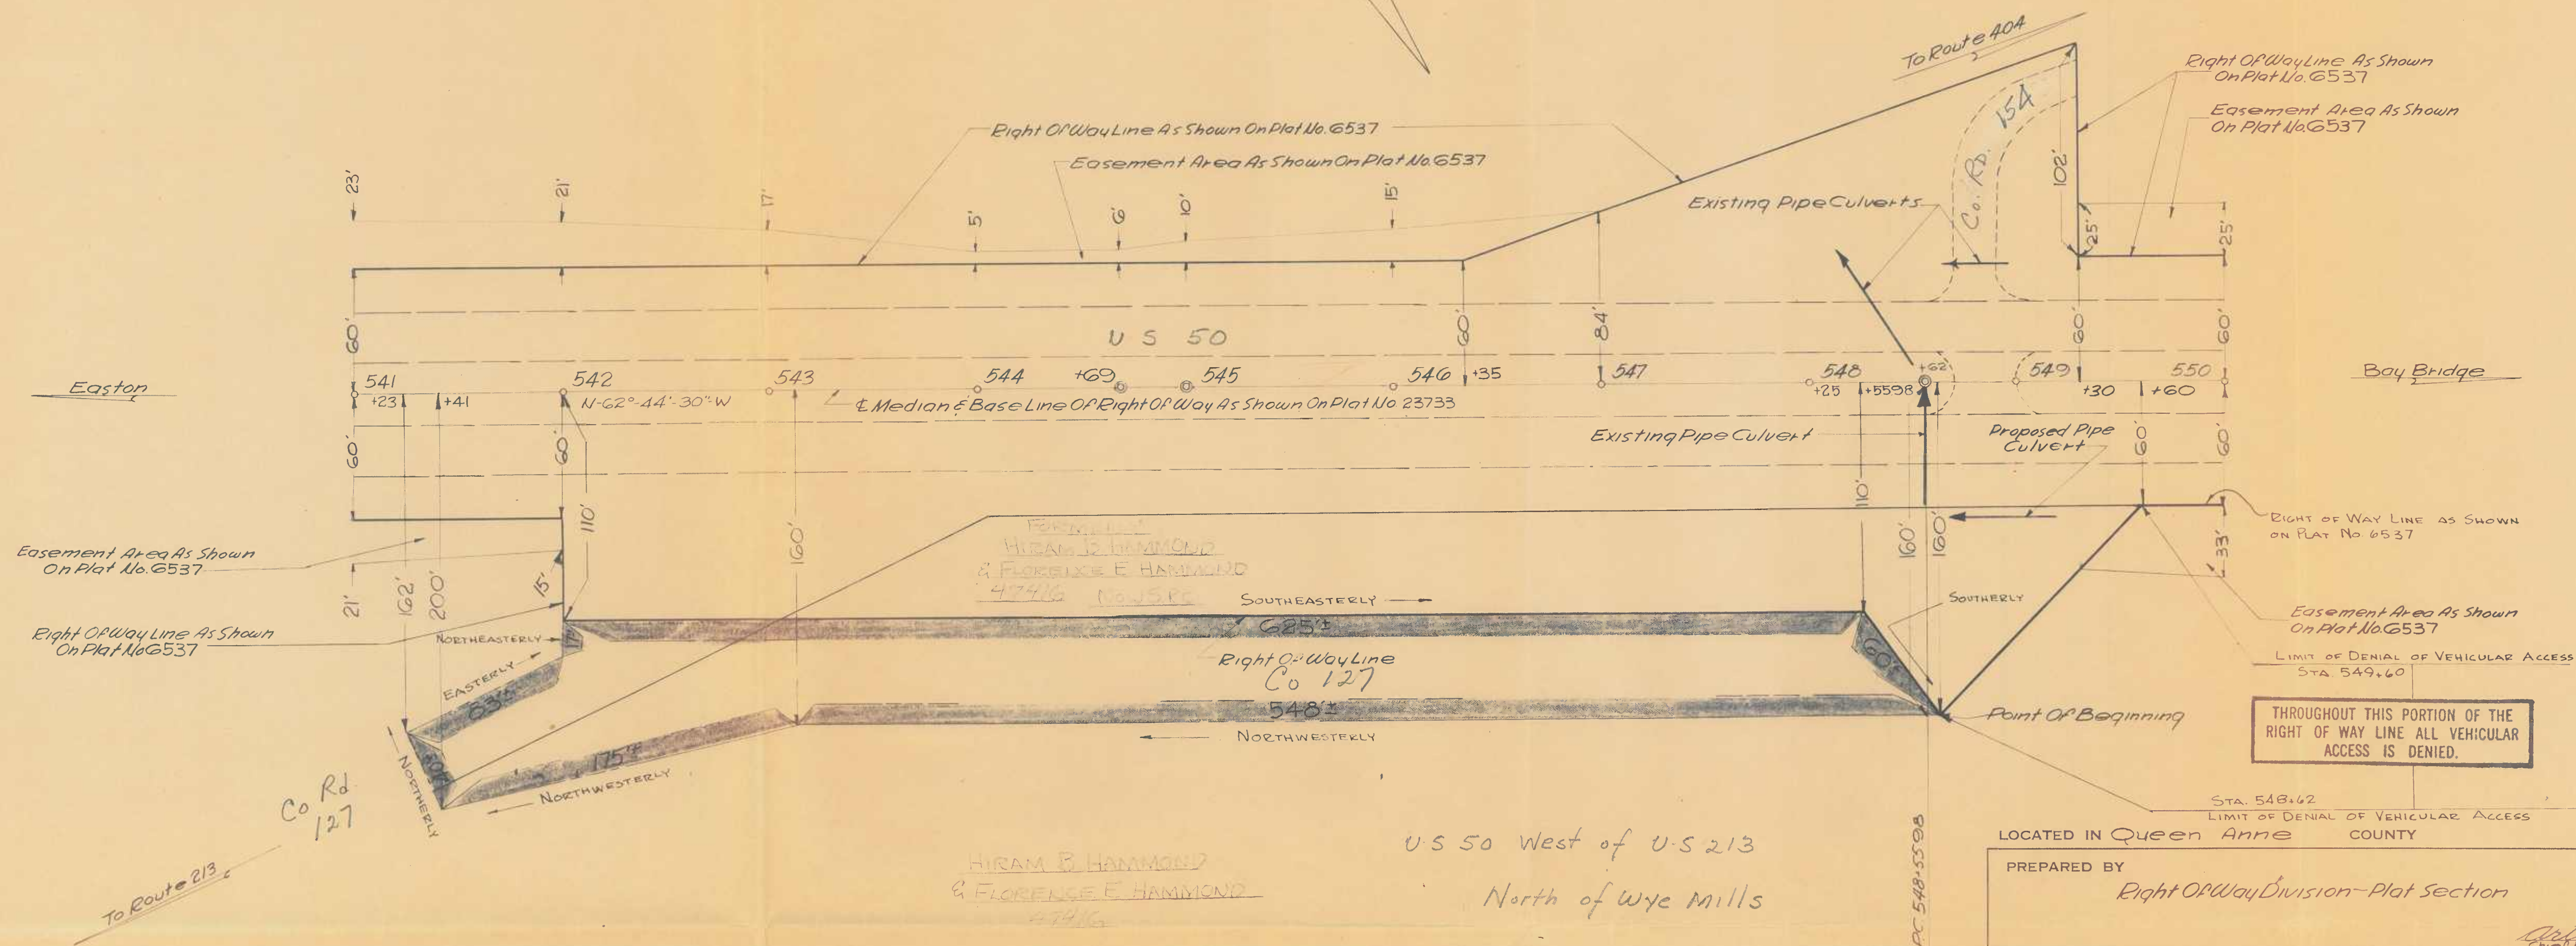 To Route 404
Right Of Way Line As Shown
On Plat No. 6537
Easement Area As Shown
On Plat No. 6537
Right Of Way Line As Shown On Plat No. 6537
Easement Area As Shown On Plat No. 6537
Existing Pipe Culverts
Co. RD. 154
102'
25'
25'
23'
21'
17'
5'
6'
10'
15'
60'
U S 50
60'
84'
60'
60'
Easton
541
542
543
544
+69
545
546
+35
547
548
+62
549
550
Bay Bridge
+23
+41
N-62°-44'-30"-W
℄ Median & Base Line Of Right Of Way As Shown On Plat No 23733
+25
+5598
+30
+60
60'
60'
Existing Pipe Culvert
Proposed Pipe
Culvert
60'
60'
110'
160'
110'
160'
160'
Easement Area As Shown
On Plat No. 6537
21'
162'
200'
15'
FORMERLY
HIRAM B HAMMOND
& FLORENCE E HAMMOND
47416
RIGHT OF WAY LINE AS SHOWN
ON PLAT No. 6537
33'
SOUTHEASTERLY
SOUTHERLY
Easement Area As Shown
On Plat No. 6537
Right Of Way Line As Shown
On Plat No 6537
NORTHEASTERLY
625'±
Right Of Way Line
Co 127
60'±
EASTERLY
83'±
LIMIT OF DENIAL OF VEHICULAR ACCESS
STA. 549+60
548'±
NORTHWESTERLY
Point Of Beginning
THROUGHOUT THIS PORTION OF THE
RIGHT OF WAY LINE ALL VEHICULAR
ACCESS IS DENIED.
175'±
NORTHWESTERLY
NORTHERLY
Co Rd
127
STA. 548+62
LIMIT OF DENIAL OF VEHICULAR ACCESS
To Route 213
HIRAM B HAMMOND
& FLORENCE E HAMMOND
47416
U.S 50 West of U.S 213
North of Wye Mills
PC 548+55.98
LOCATED IN Queen Anne COUNTY
PREPARED BY
Right Of Way Division - Plat Section